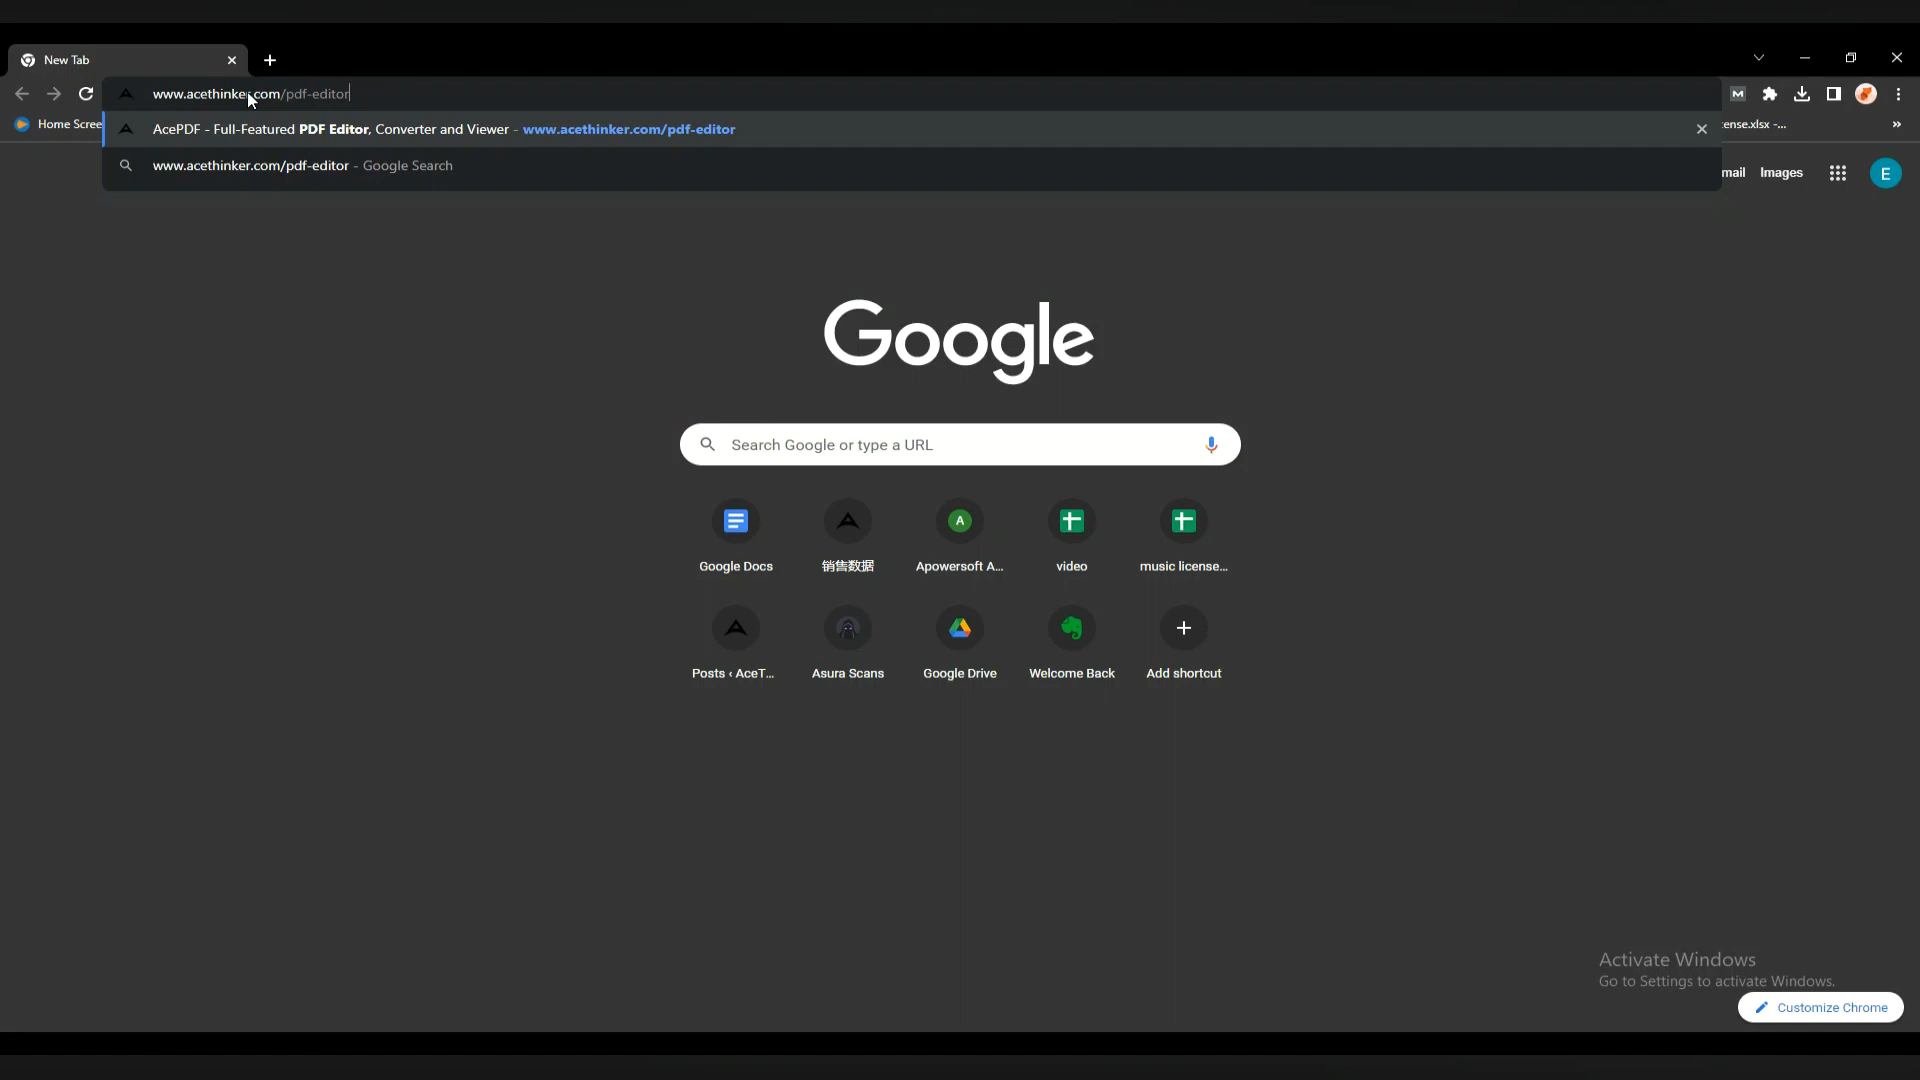 New Tab
www.acethinker.com/pdf-editor
AcePDF - Full-Featured PDF Editor, Converter and Viewer - www.acethinker.com/pdf-editor
www.acethinker.com/pdf-editor - Google Search
Home Scree
ense.xlsx -...
mail Images
E
Google
Search Google or type a URL
A
Google Docs
销售数据
Apowersoft A...
video
music license...
Posts ‹ AceT...
Asura Scans
Google Drive
Welcome Back
Add shortcut
Activate Windows
Go to Settings to activate Windows.
Customize Chrome